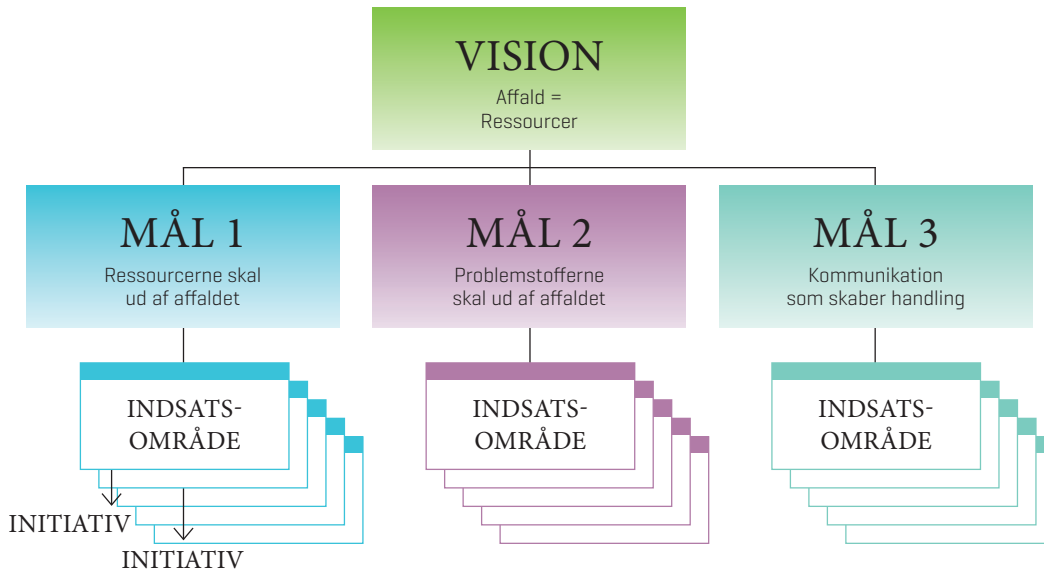 VISION
Affald =
Ressourcer
MÅL 1
Ressourcerne skal
ud af affaldet
MÅL 2
Problemstofferne
skal ud af affaldet
MÅL 3
Kommunikation
som skaber handling
INDSATS-
OMRÅDE
INDSATS-
OMRÅDE
INDSATS-
OMRÅDE
INITIATIV
INITIATIV